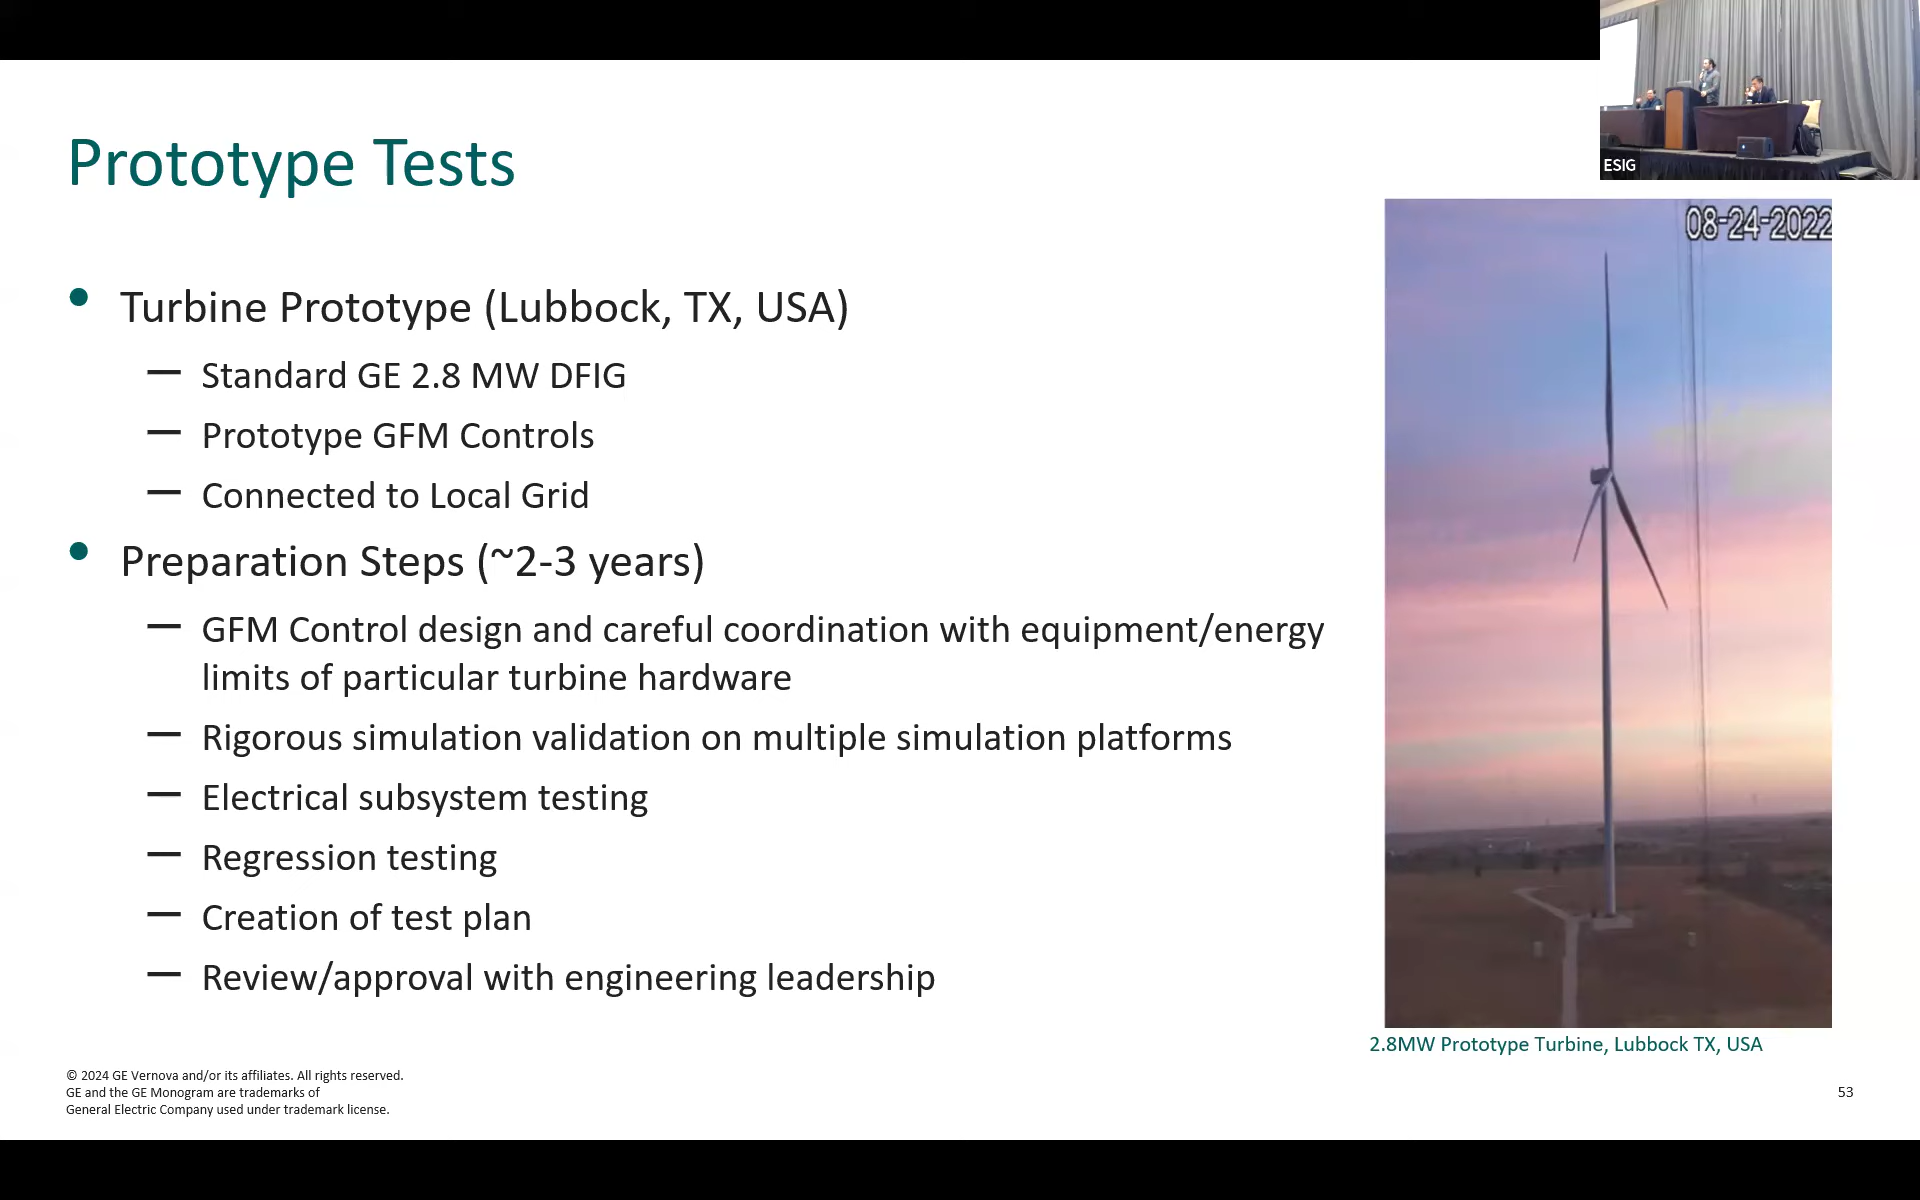 ESIG
Prototype Tests
08-24-2022
• Turbine Prototype (Lubbock, TX, USA)
— Standard GE 2.8 MW DFIG
— Prototype GFM Controls
— Connected to Local Grid
• Preparation Steps (~2-3 years)
— GFM Control design and careful coordination with equipment/energy
limits of particular turbine hardware
— Rigorous simulation validation on multiple simulation platforms
— Electrical subsystem testing
— Regression testing
— Creation of test plan
— Review/approval with engineering leadership
2.8MW Prototype Turbine, Lubbock TX, USA
© 2024 GE Vernova and/or its affiliates. All rights reserved.
GE and the GE Monogram are trademarks of
General Electric Company used under trademark license.
53